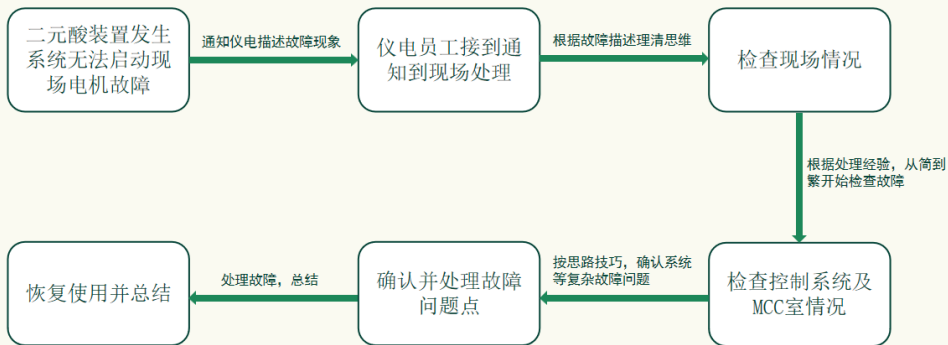 二元酸装置发生
系统无法启动现
场电机故障
通知仪电描述故障现象
仪电员工接到通
知到现场处理
根据故障描述理清思维
检查现场情况
根据处理经验，从简到
繁开始检查故障
检查控制系统及
MCC室情况
按思路技巧，确认系统
等复杂故障问题
确认并处理故障
问题点
处理故障，总结
恢复使用并总结